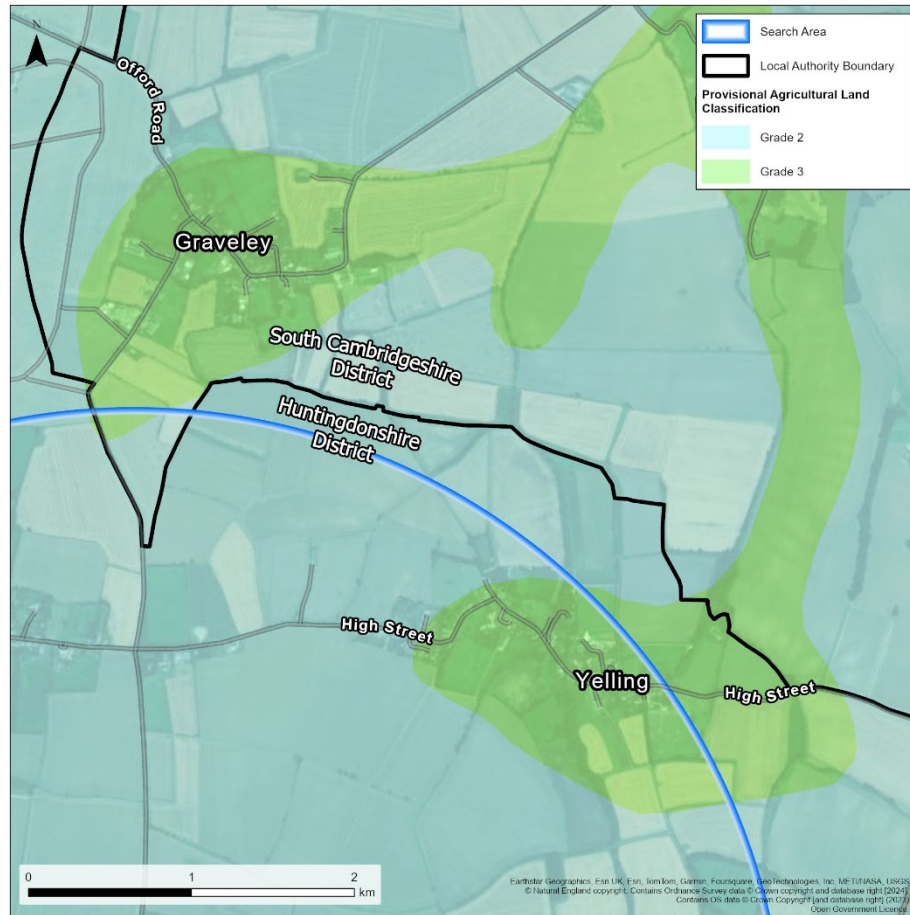 N
Search Area
Local Authority Boundary
Provisional Agricultural Land
Classification
Grade 2
Grade 3
Offord Road
Graveley
South Cambridgeshire
District
Huntingdonshire
District
High Street
Yelling
High Street
0
1
2
km
Earthstar Geographics, Esri UK, Esri, TomTom, Garmin, Foursquare, GeoTechnologies, Inc, METI/NASA, USGS
© Natural England copyright. Contains Ordnance Survey data © Crown copyright and database right [2024].
Contains OS data © Crown Copyright [and database right] (2023)
Open Government Licence.